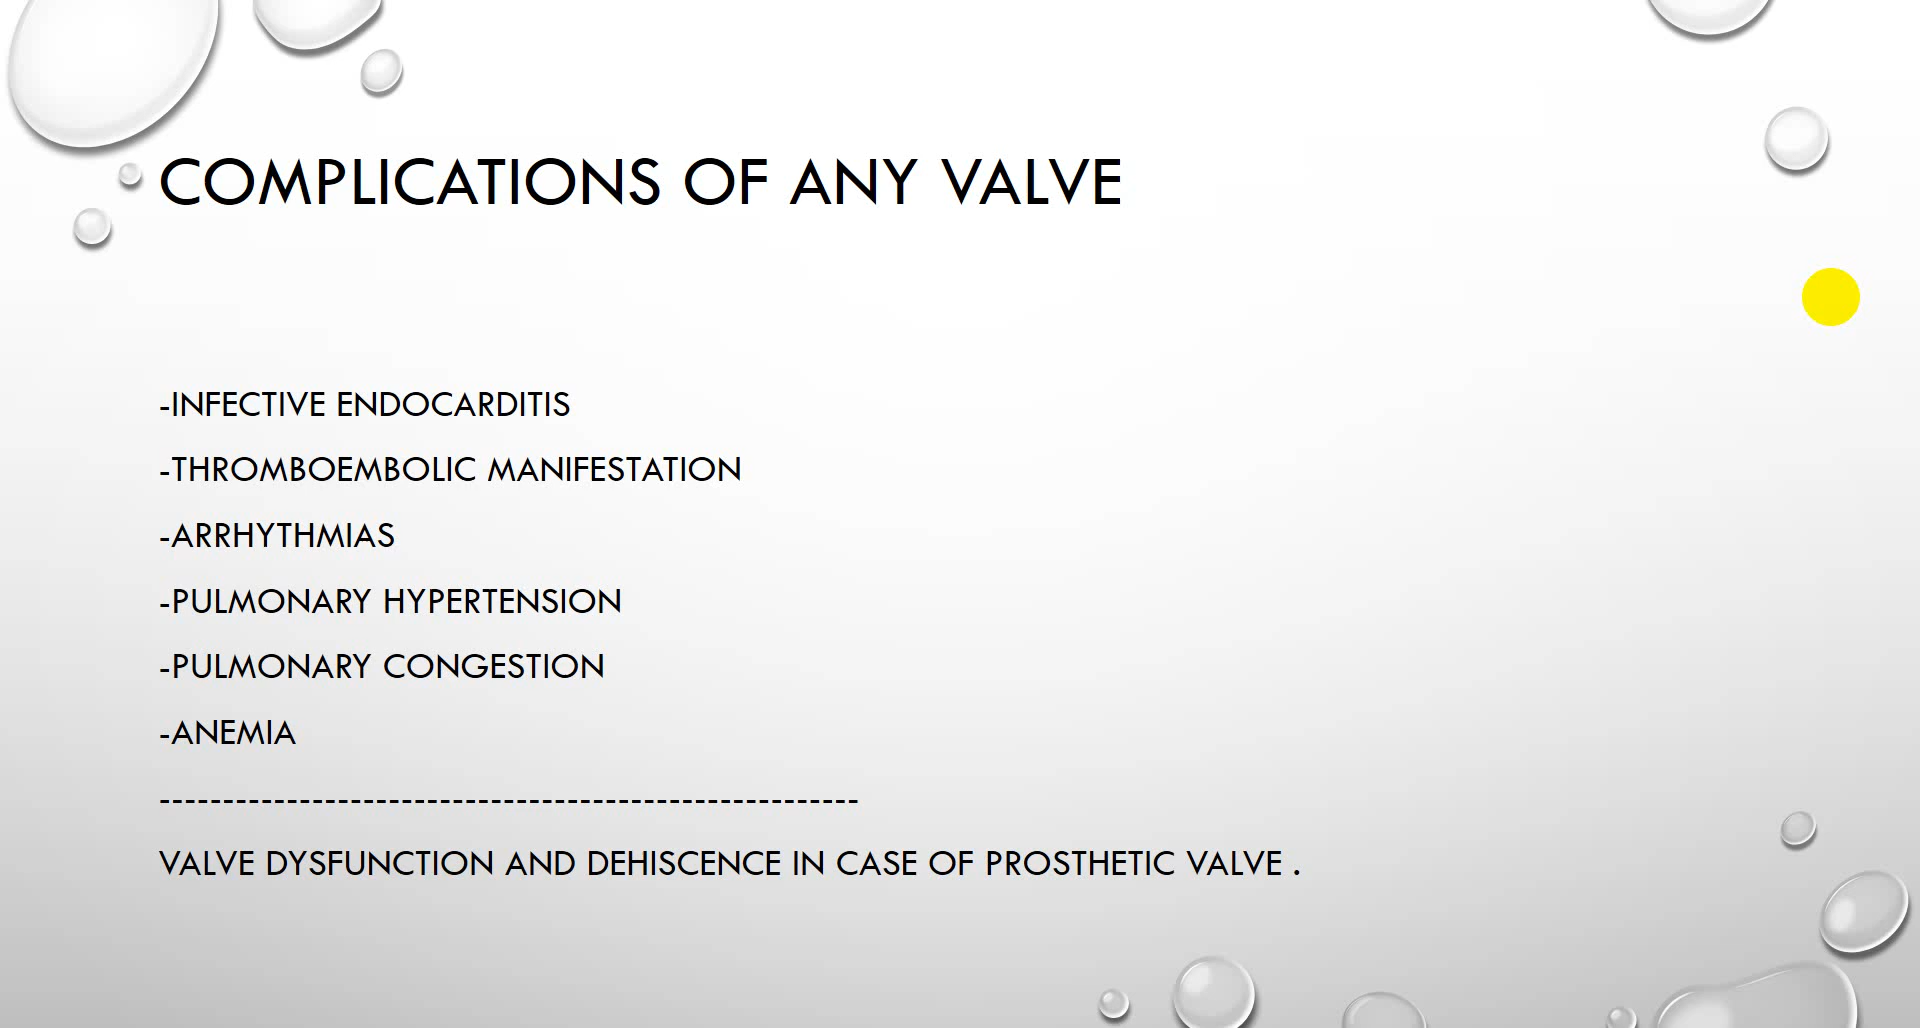 COMPLICATIONS OF ANY VALVE
-INFECTIVE ENDOCARDITIS
-THROMBOEMBOLIC MANIFESTATION
-ARRHYTHMIAS
-PULMONARY HYPERTENSION
-PULMONARY CONGESTION
-ANEMIA
-------------------------------------------------------
VALVE DYSFUNCTION AND DEHISCENCE IN CASE OF PROSTHETIC VALVE .